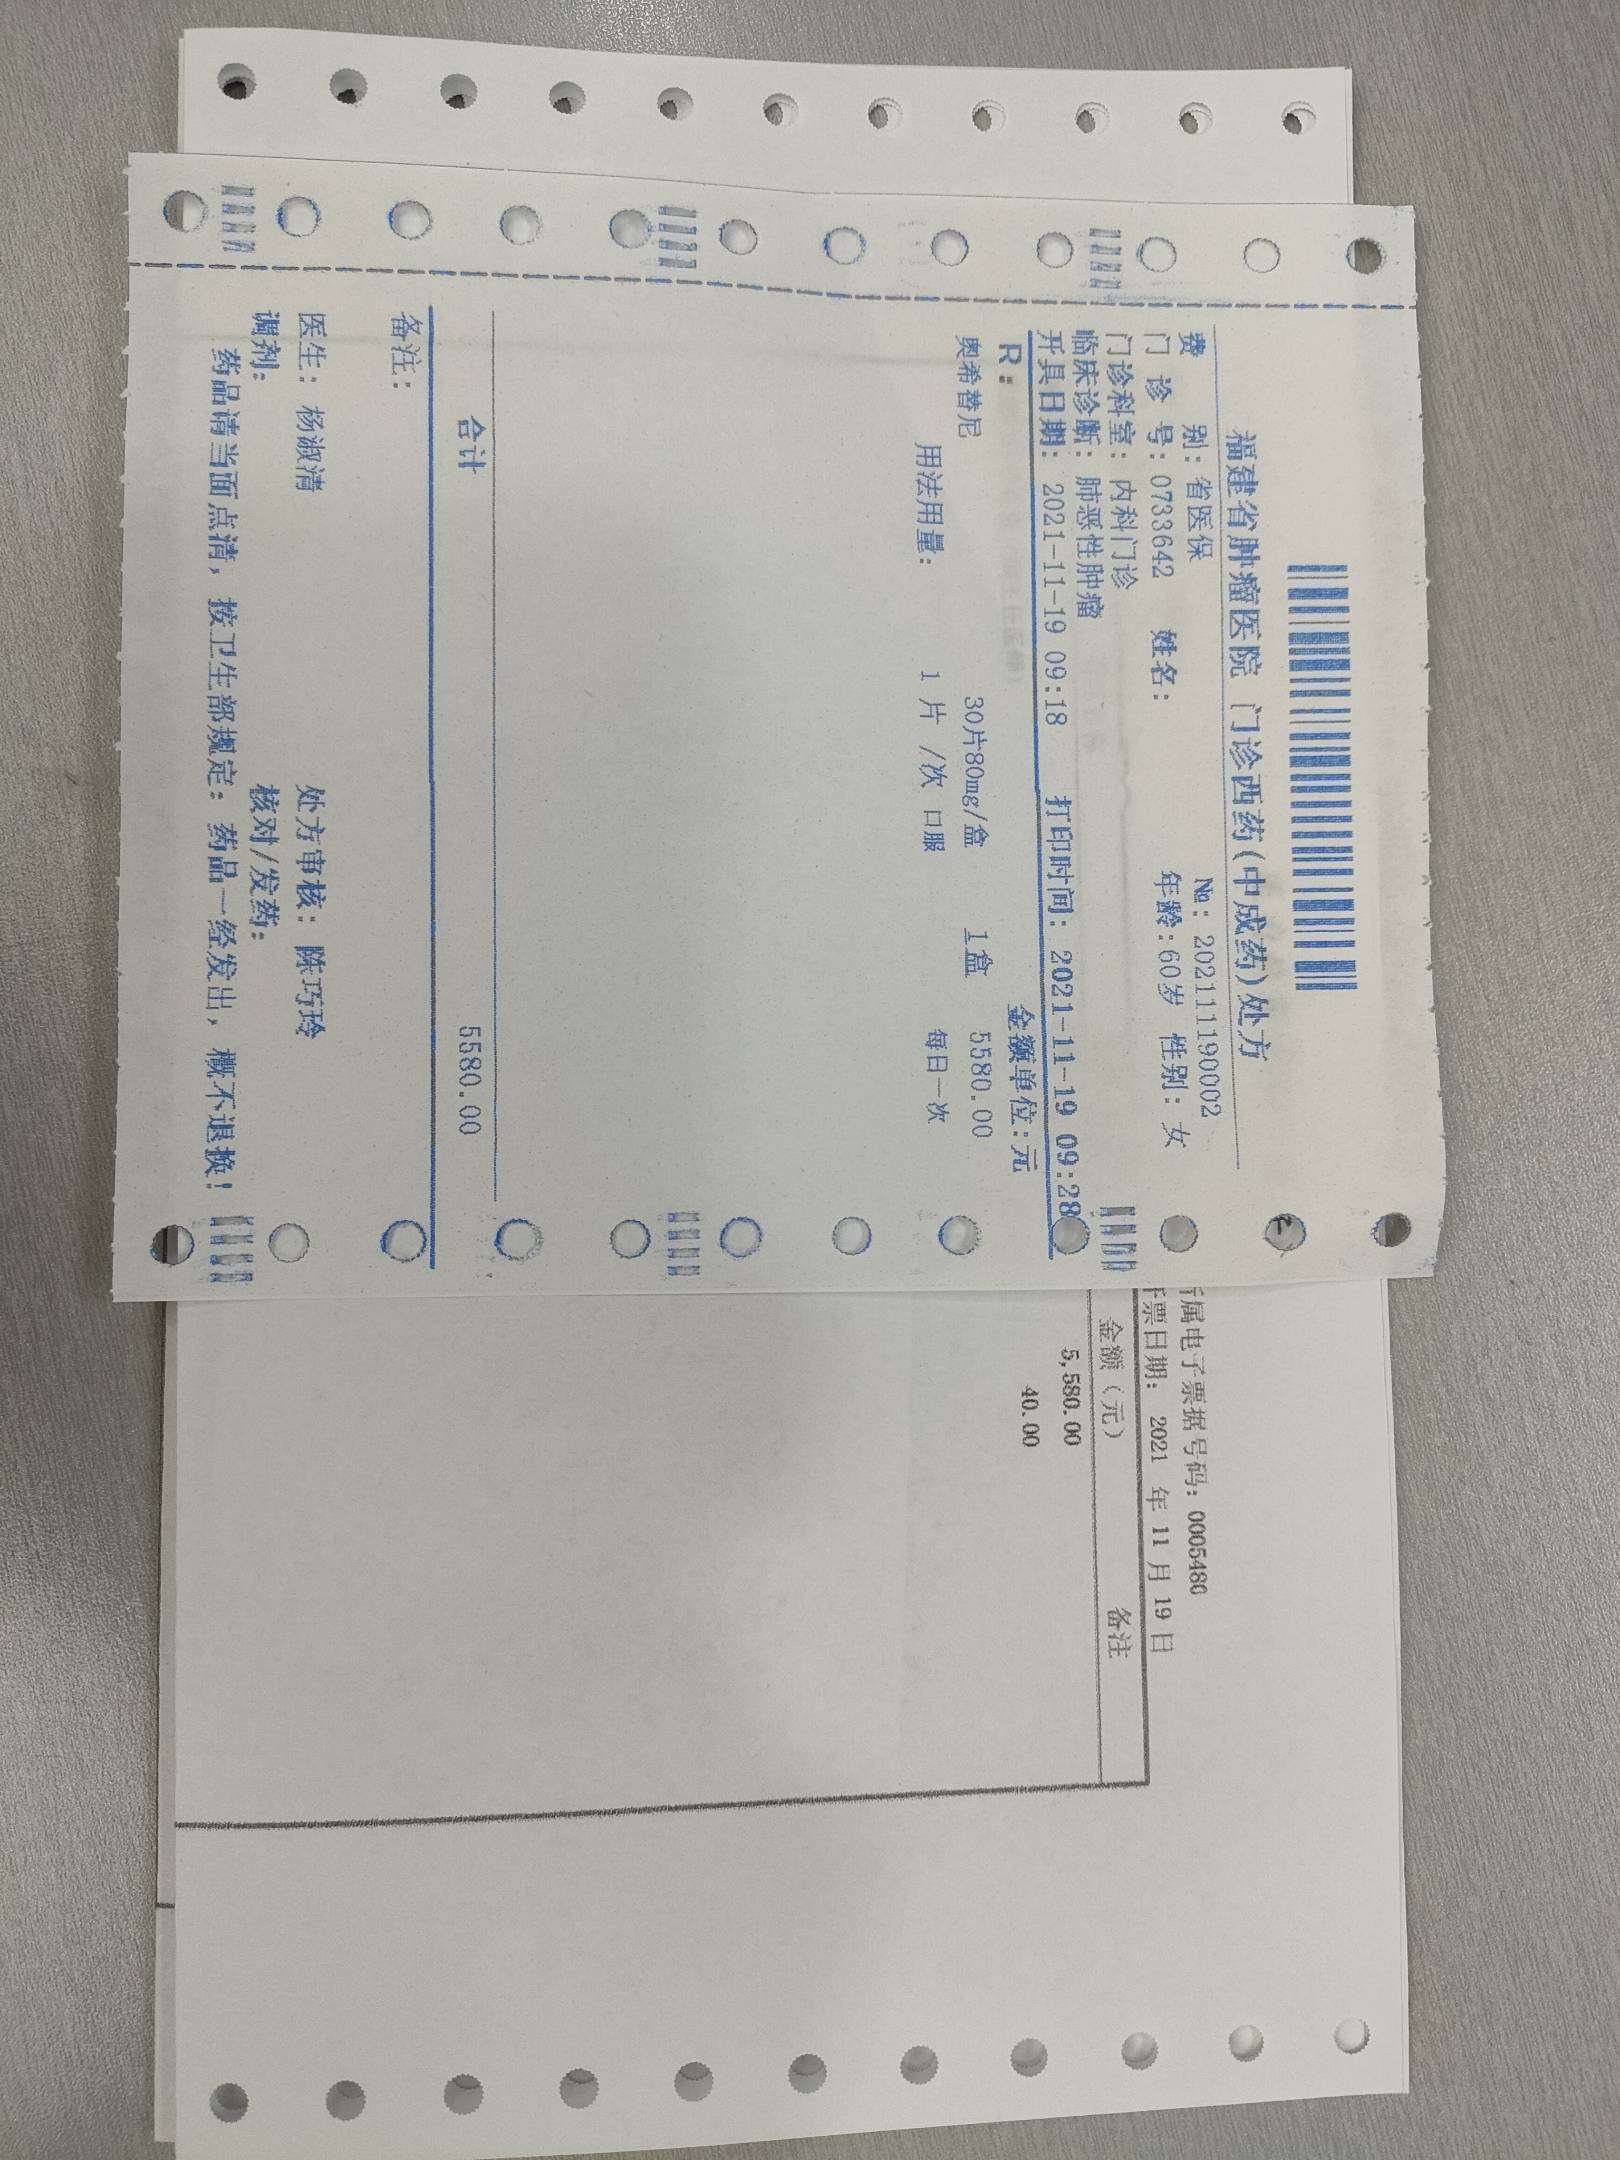 福建省肿瘤医院 门诊西药(中成药)处方
费 别: 省医保 №: 202111190002
门 诊 号: 0733642 姓名: 年龄: 60岁 性别: 女
门诊科室: 内科门诊
临床诊断: 肺恶性肿瘤
开具日期: 2021-11-19 09:18 打印时间: 2021-11-19 09:28
R: 金额单位: 元
奥希替尼 30片80mg/盒 1盒 5580.00
用法用量: 1 片 /次 口服 每日一次
合计 5580.00
备注:
医生: 杨淑清 处方审核: 陈巧玲
调剂: 核对/发药:
药品请当面点清, 按卫生部规定: 药品一经发出, 概不退换!
所属电子票据号码: 0005480
开票日期: 2021 年 11 月 19 日
金额（元） 备注
5,580.00
40.00